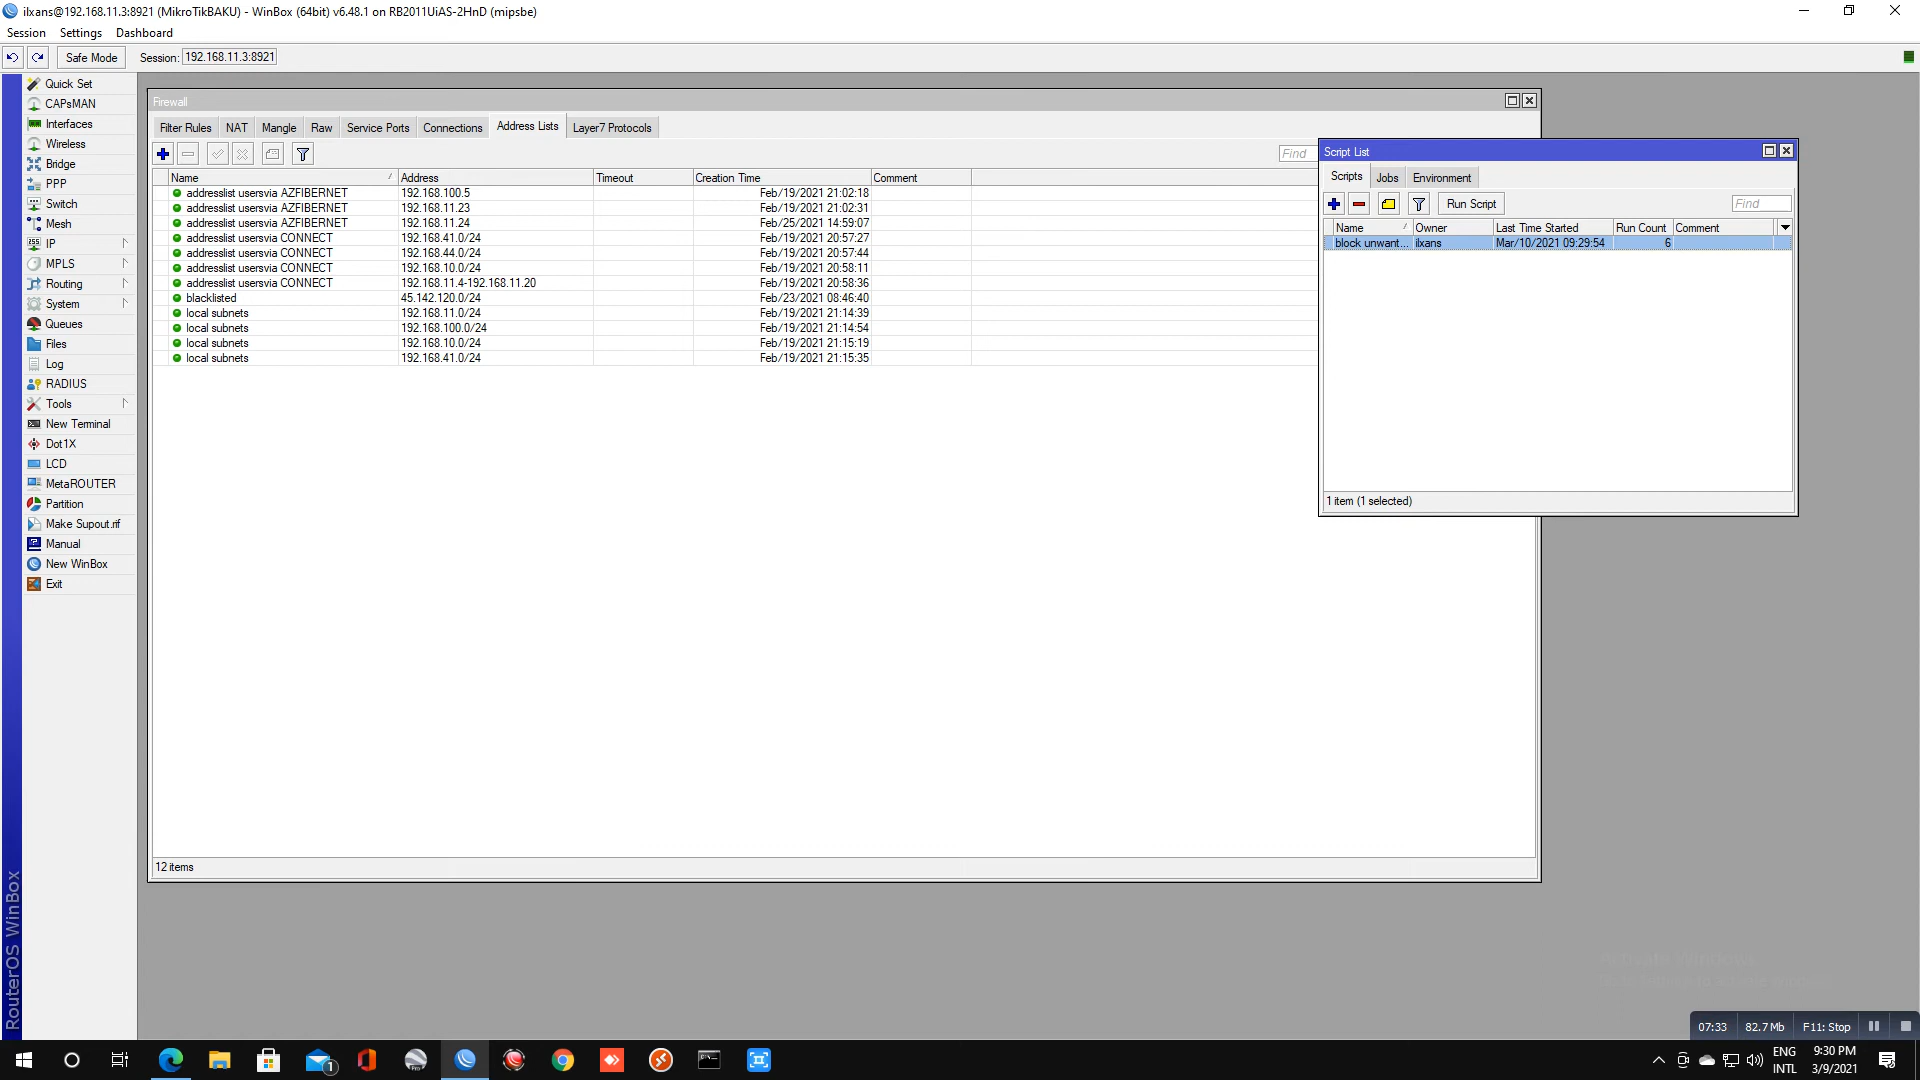 ilxans@192.168.11.3:8921 (MikroTikBAKU) - WinBox (64bit) v6.48.1 on RB2011UiAS-2HnD (mipsbe)
Session Settings Dashboard
Safe Mode Session: 192.168.11.3:8921
Quick Set
CAPsMAN
Interfaces
Wireless
Bridge
PPP
Switch
Mesh
IP
MPLS
Routing
System
Queues
Files
Log
RADIUS
Tools
New Terminal
Dot1X
LCD
MetaROUTER
Partition
Make Supout.rif
Manual
New WinBox
Exit
RouterOS WinBox
Firewall
Filter Rules NAT Mangle Raw Service Ports Connections Address Lists Layer7 Protocols
Find
Name Address Timeout Creation Time Comment
addresslist usersvia AZFIBERNET 192.168.100.5 Feb/19/2021 21:02:18
addresslist usersvia AZFIBERNET 192.168.11.23 Feb/19/2021 21:02:31
addresslist usersvia AZFIBERNET 192.168.11.24 Feb/25/2021 14:59:07
addresslist usersvia CONNECT 192.168.41.0/24 Feb/19/2021 20:57:27
addresslist usersvia CONNECT 192.168.44.0/24 Feb/19/2021 20:57:44
addresslist usersvia CONNECT 192.168.10.0/24 Feb/19/2021 20:58:11
addresslist usersvia CONNECT 192.168.11.4-192.168.11.20 Feb/19/2021 20:58:36
blacklisted 45.142.120.0/24 Feb/23/2021 08:46:40
local subnets 192.168.11.0/24 Feb/19/2021 21:14:39
local subnets 192.168.100.0/24 Feb/19/2021 21:14:54
local subnets 192.168.10.0/24 Feb/19/2021 21:15:19
local subnets 192.168.41.0/24 Feb/19/2021 21:15:35
12 items
Script List
Scripts Jobs Environment
Run Script Find
Name Owner Last Time Started Run Count Comment
block unwant... ilxans Mar/10/2021 09:29:54 6
1 item (1 selected)
Activate Windows
07:33 82.7 Mb F11: Stop
1
ENG
INTL
9:30 PM
3/9/2021